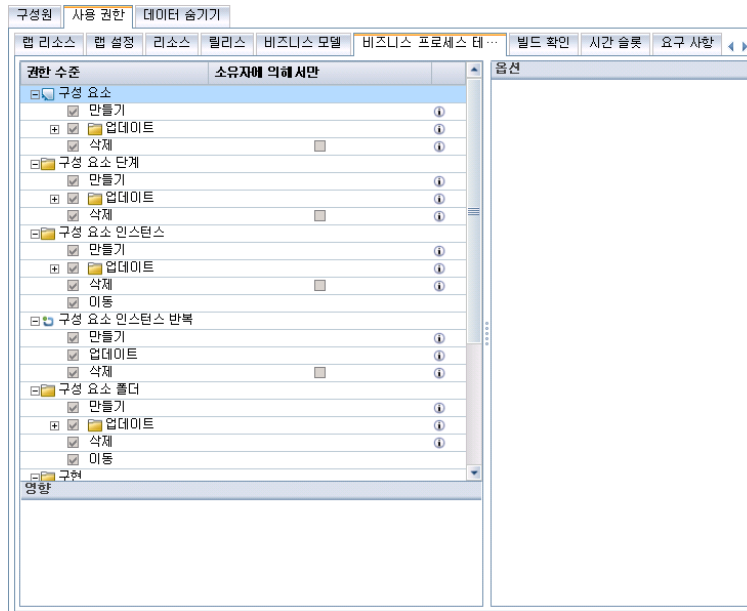 구성원 사용 권한 데이터 숨기기
랩 리소스 랩 설정 리소스 릴리스 비즈니스 모델 비즈니스 프로세스 테… 빌드 확인 시간 슬롯 요구 사항
권한 수준 소유자에 의해서만 옵션
구성 요소
만들기
업데이트
삭제
구성 요소 단계
만들기
업데이트
삭제
구성 요소 인스턴스
만들기
업데이트
삭제
이동
구성 요소 인스턴스 반복
만들기
업데이트
삭제
구성 요소 폴더
만들기
업데이트
삭제
이동
구현
영향